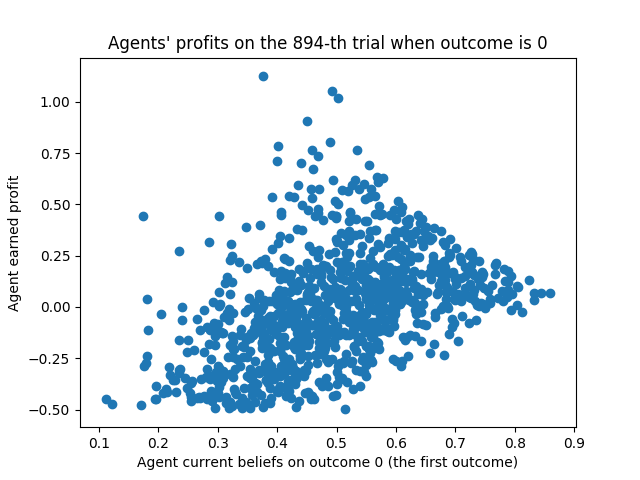 Agents' profits on the 894-th trial when outcome is 0
1.00
0.75
0.50
0.25
0.00
−0.25
−0.50
Agent earned profit
0.1 0.2 0.3 0.4 0.5 0.6 0.7 0.8 0.9
Agent current beliefs on outcome 0 (the first outcome)